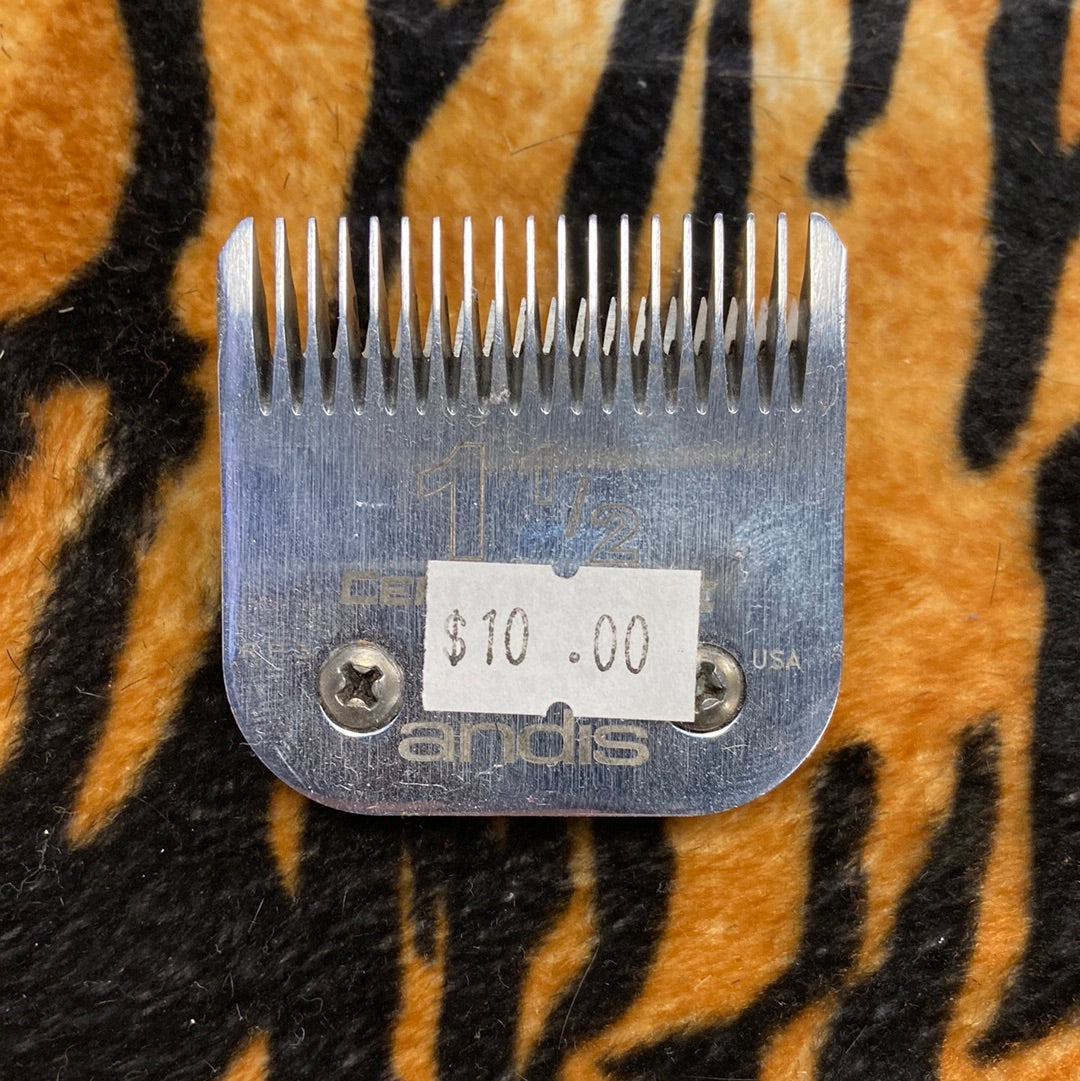 1 1/2
$10.00
USA
andis